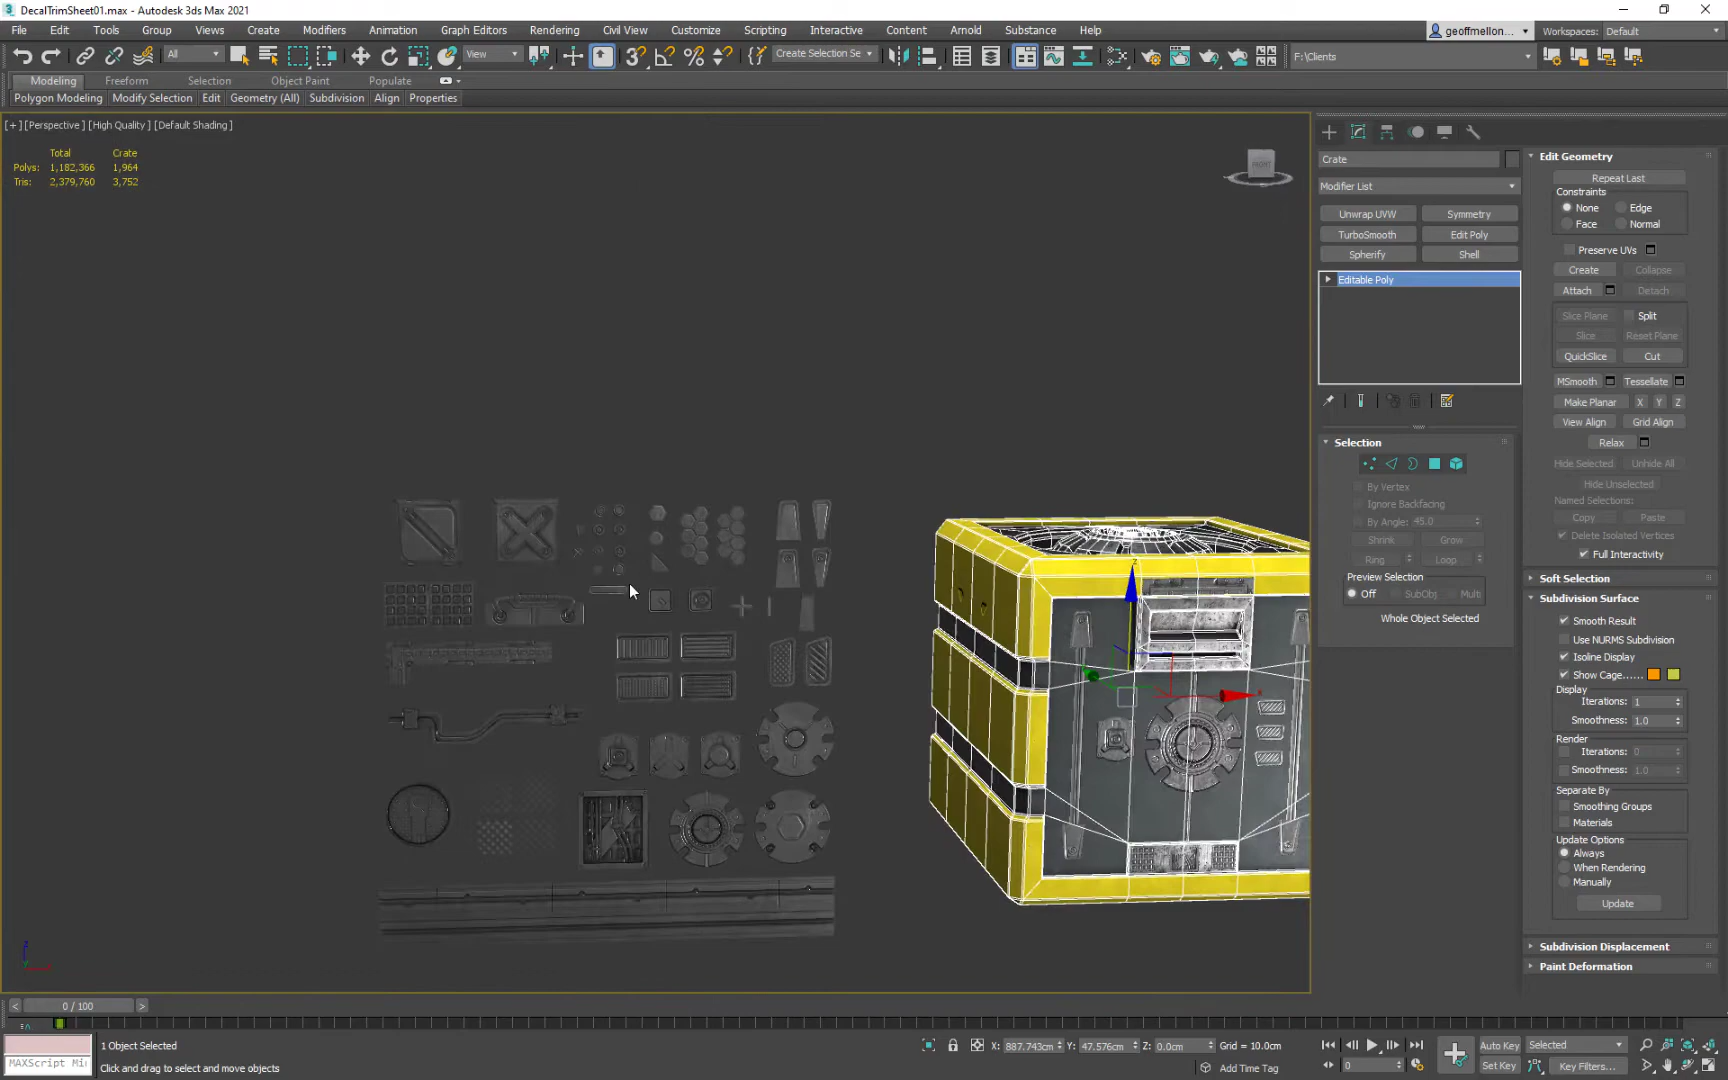 DecalTrimSheet01.max - Autodesk 3ds Max 2021
File Edit Tools Group Views Create Modifiers Animation Graph Editors Rendering Civil View Customize Scripting Interactive Content Arnold Substance Help
geoffmellon... Workspaces: Default
All View Create Selection Se F:\Clients
Modeling Freeform Selection Object Paint Populate
Polygon Modeling Modify Selection Edit Geometry (All) Subdivision Align Properties
[+] [Perspective] [High Quality] [Default Shading]
Total Crate
Polys: 1,182,366 1,964
Tris: 2,379,760 3,752
FRONT
Crate
Modifier List
Unwrap UVW Symmetry
TurboSmooth Edit Poly
Spherify Shell
Editable Poly
Selection
By Vertex
Ignore Backfacing
By Angle: 45.0
Shrink Grow
Ring Loop
Preview Selection
Off SubObj Multi
Whole Object Selected
Edit Geometry
Repeat Last
Constraints
None Edge
Face Normal
Preserve UVs
Create Collapse
Attach Detach
Slice Plane Split
Slice Reset Plane
QuickSlice Cut
MSmooth Tessellate
Make Planar X Y Z
View Align Grid Align
Relax
Hide Selected Unhide All
Hide Unselected
Named Selections:
Copy Paste
Delete Isolated Vertices
Full Interactivity
Soft Selection
Subdivision Surface
Smooth Result
Use NURMS Subdivision
Isoline Display
Show Cage......
Display
Iterations: 1
Smoothness: 1.0
Render
Iterations: 0
Smoothness: 1.0
Separate By
Smoothing Groups
Materials
Update Options
Always
When Rendering
Manually
Update
Subdivision Displacement
Paint Deformation
z
0 / 100
1 Object Selected
Click and drag to select and move objects
MAXScript Mi
X: 887.743cm Y: 47.576cm Z: 0.0cm Grid = 10.0cm
Add Time Tag
0
Auto Key Selected
Set Key Key Filters...